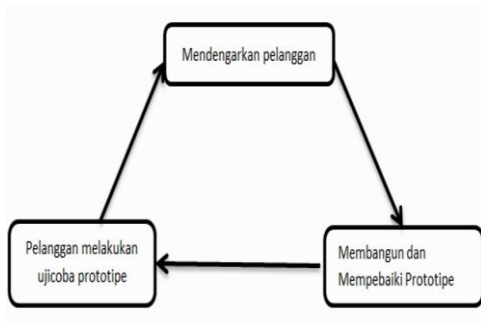 Mendengarkan pelanggan
Pelanggan melakukan
ujicoba prototipe
Membangun dan
Mempebaiki Prototipe